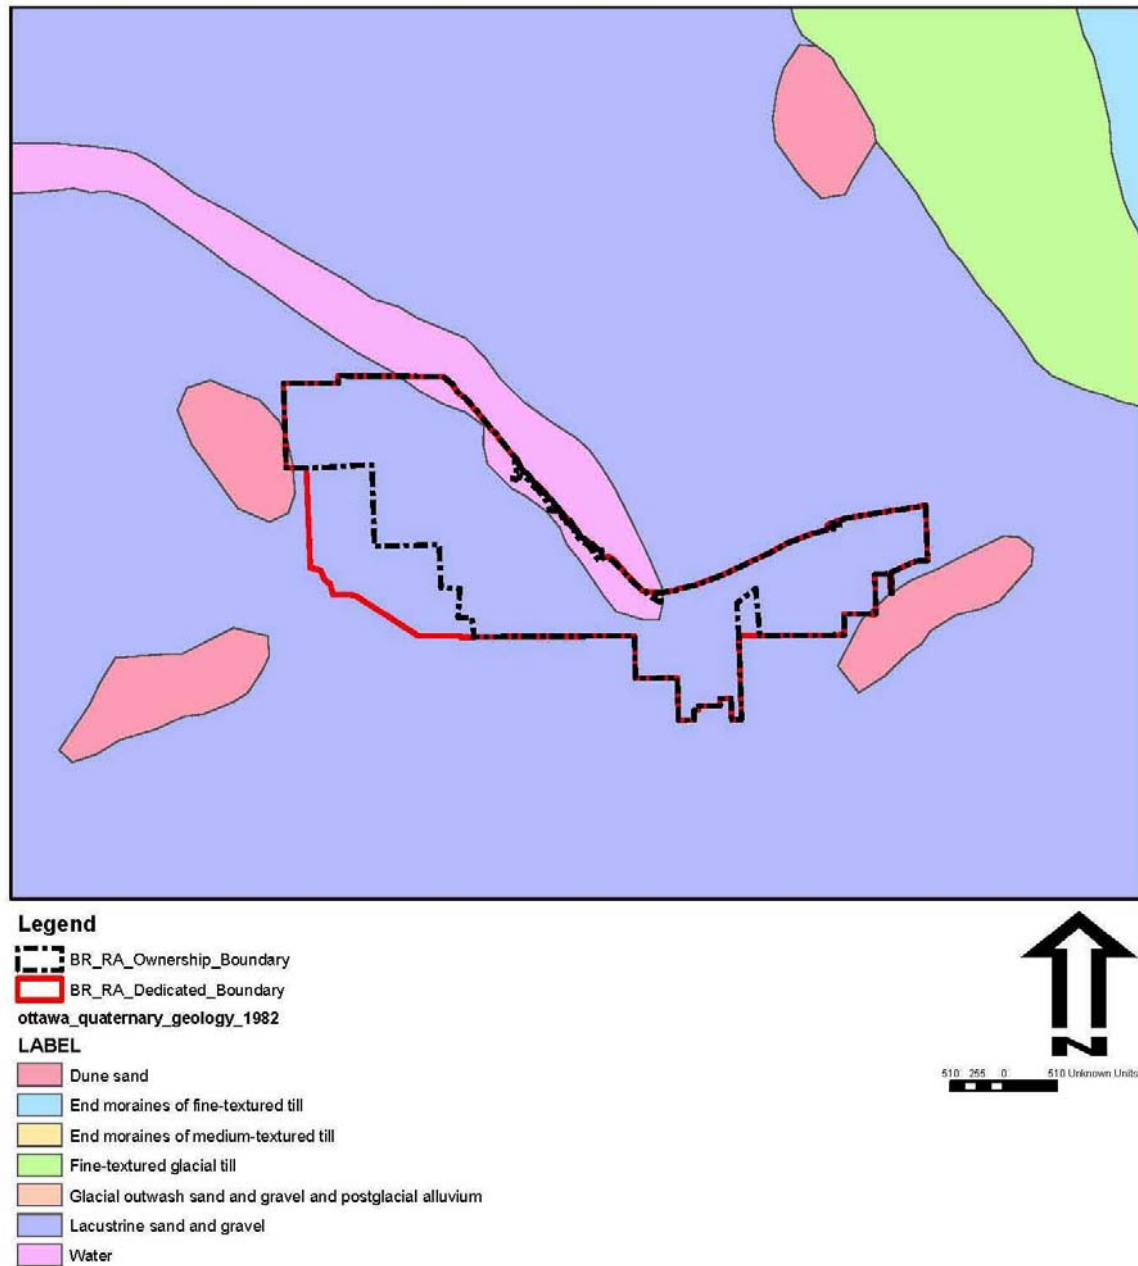 Legend
BR_RA_Ownership_Boundary
BR_RA_Dedicated_Boundary
ottawa_quaternary_geology_1982
LABEL
Dune sand
End moraines of fine-textured till
End moraines of medium-textured till
Fine-textured glacial till
Glacial outwash sand and gravel and postglacial alluvium
Lacustrine sand and gravel
Water
N
510 255 0 510 Unknown Units